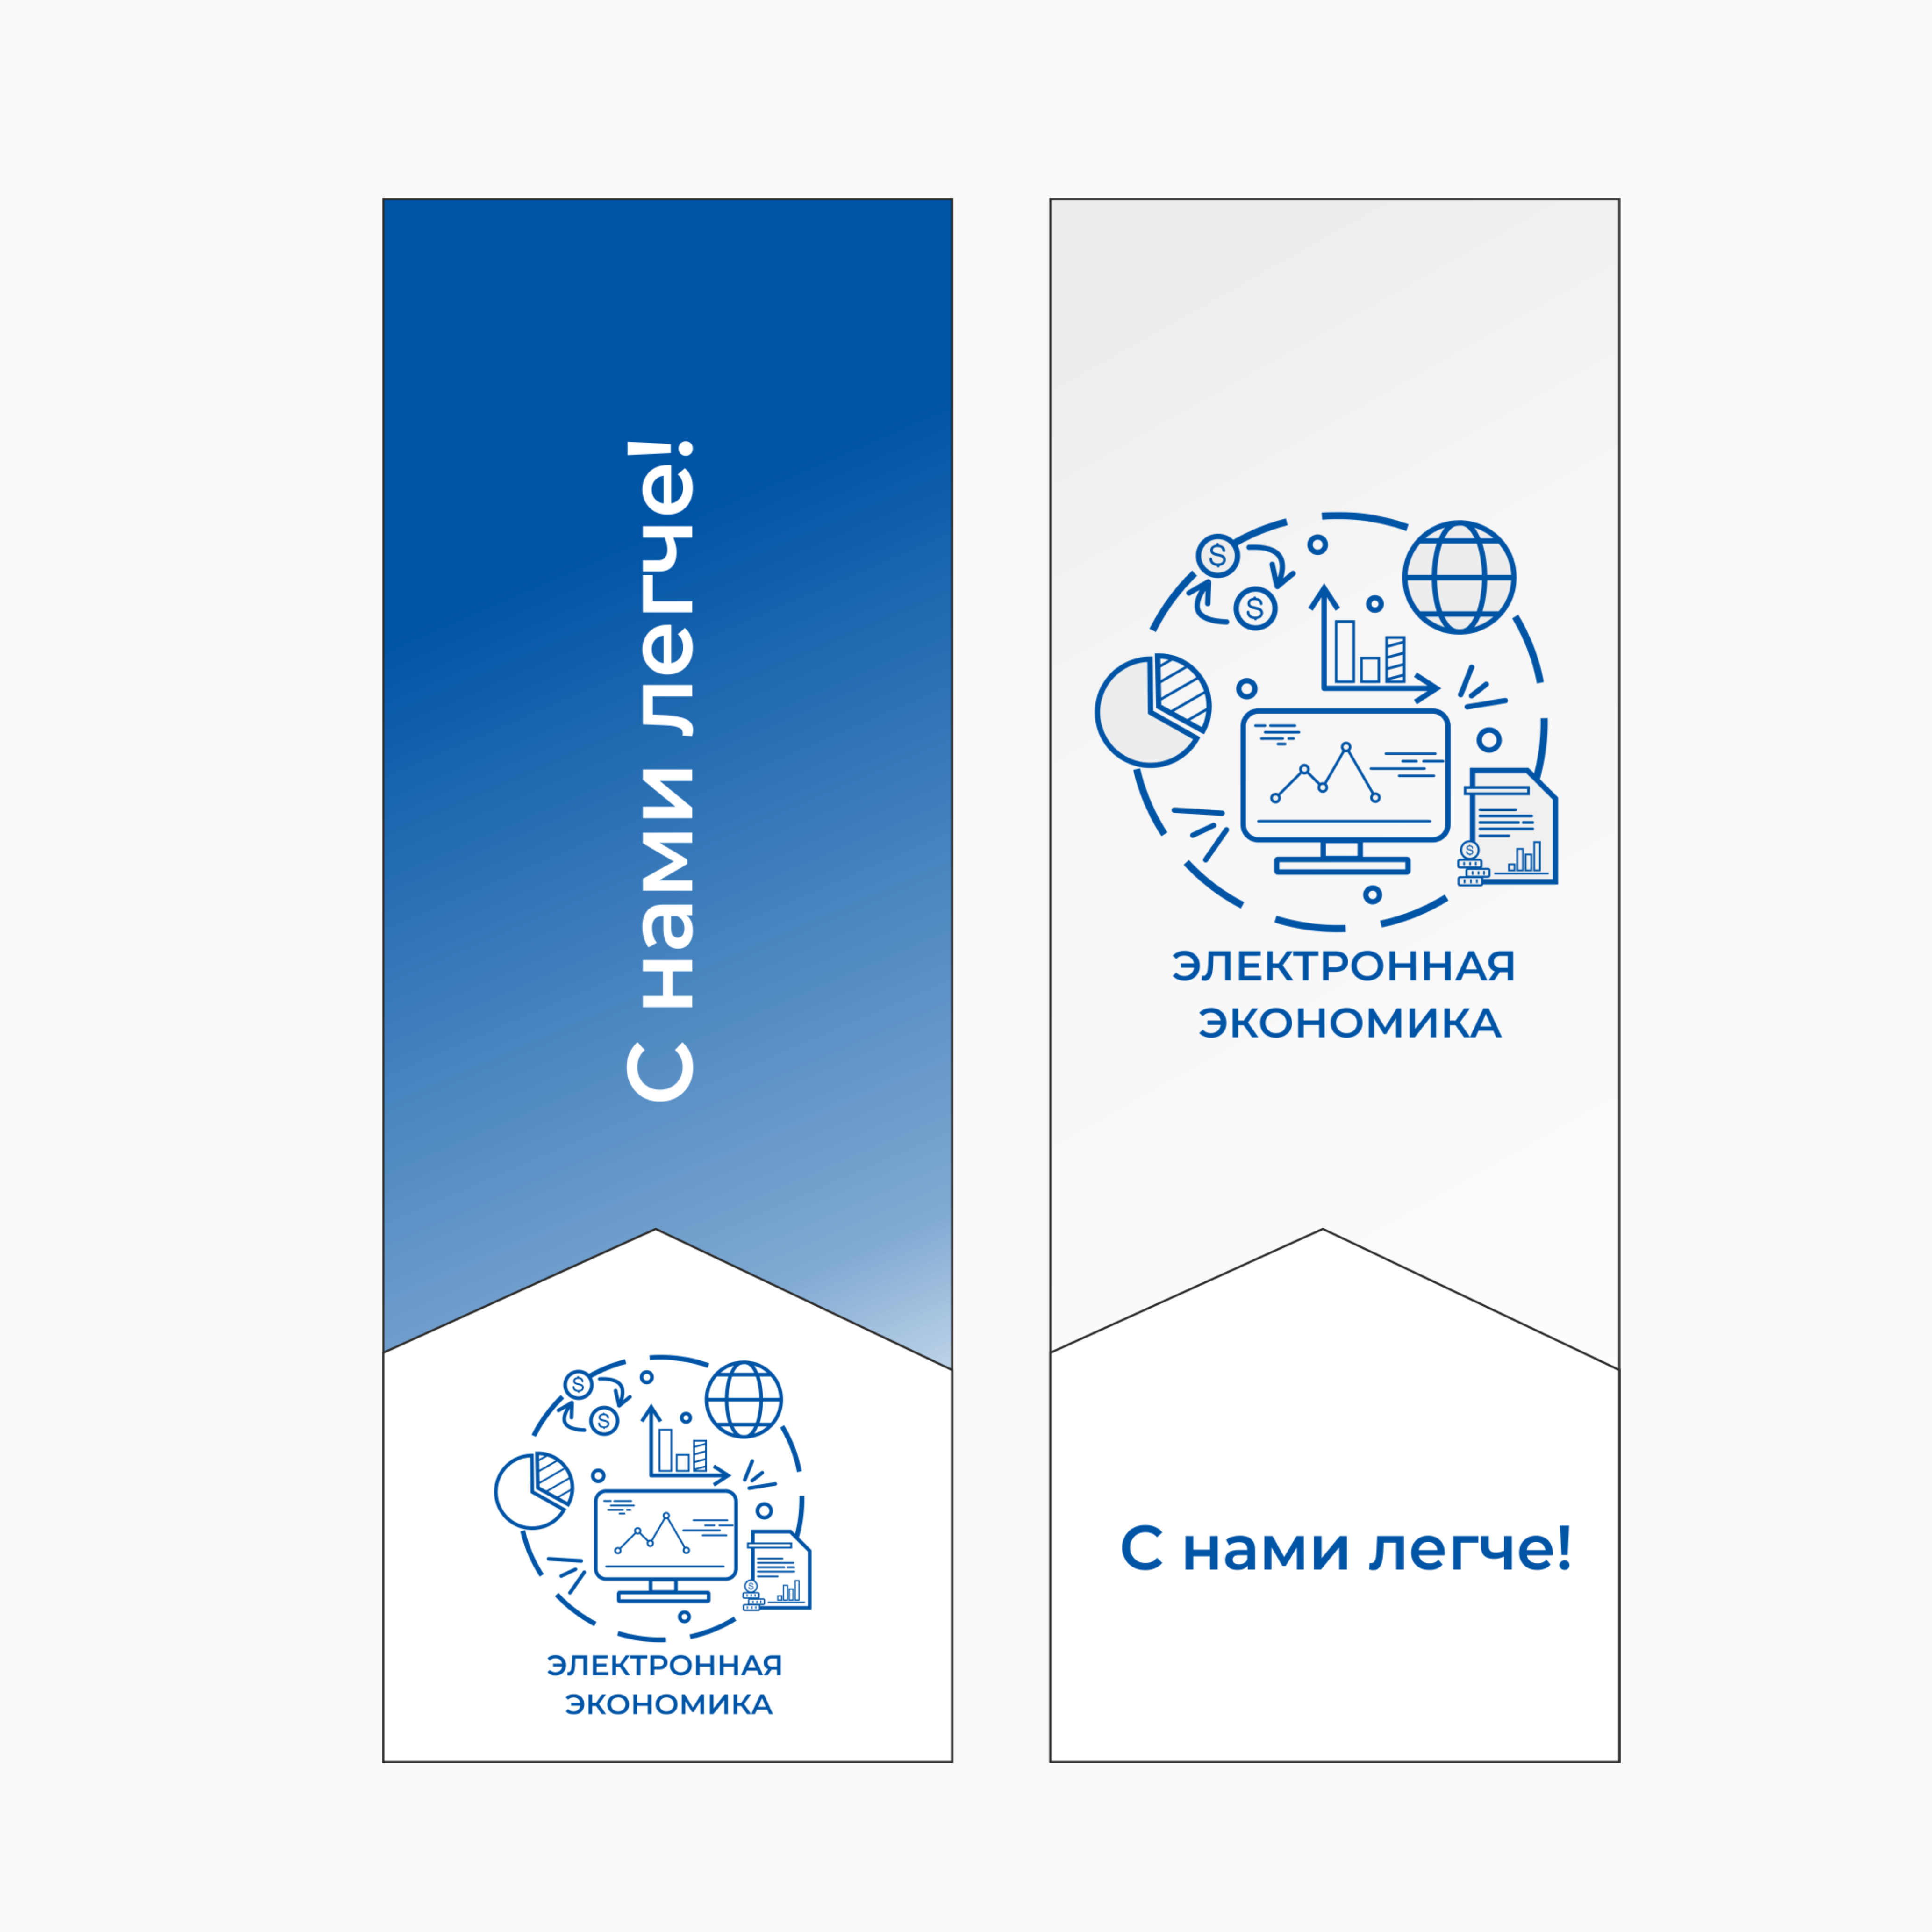 С нами легче!
ЭЛЕКТРОННАЯ
ЭКОНОМИКА
ЭЛЕКТРОННАЯ
ЭКОНОМИКА
С нами легче!